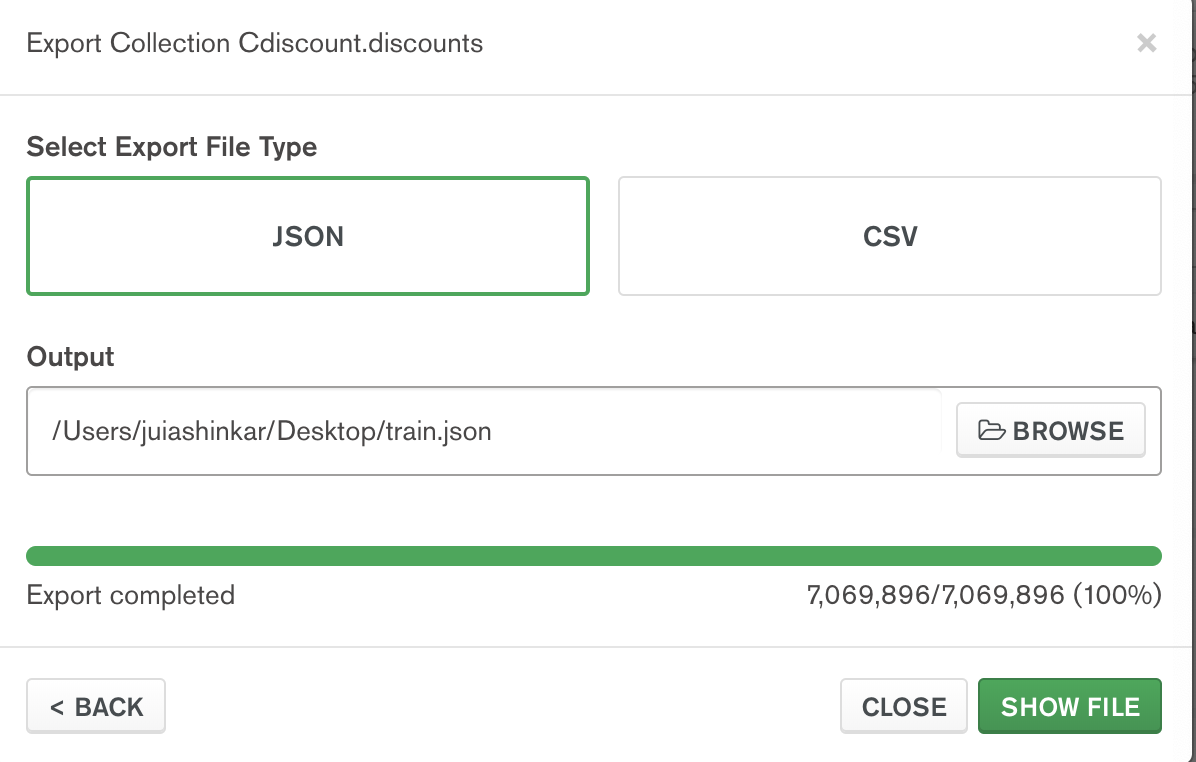 Export Collection Cdiscount.discounts
×
Select Export File Type
JSON
CSV
Output
/Users/juiashinkar/Desktop/train.json
BROWSE
Export completed
7,069,896/7,069,896 (100%)
< BACK
CLOSE
SHOW FILE